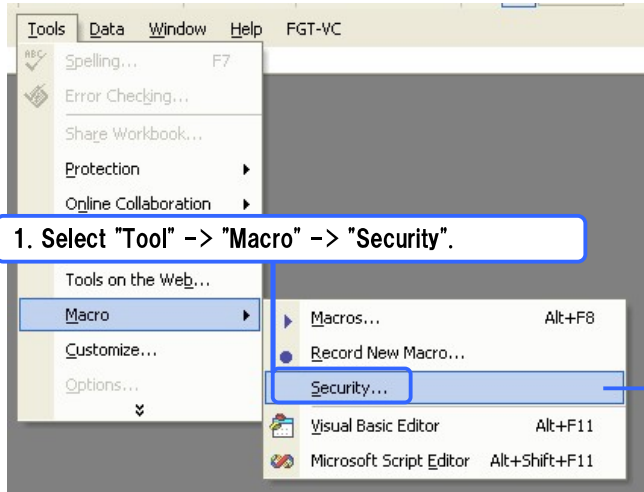 Tools Data Window Help FGT-VC
Spelling... F7
Error Checking...
Share Workbook...
Protection
Online Collaboration
1. Select "Tool" -> "Macro" -> "Security".
Tools on the Web...
Macro
Customize...
Options...
Macros... Alt+F8
Record New Macro...
Security...
Visual Basic Editor Alt+F11
Microsoft Script Editor Alt+Shift+F11